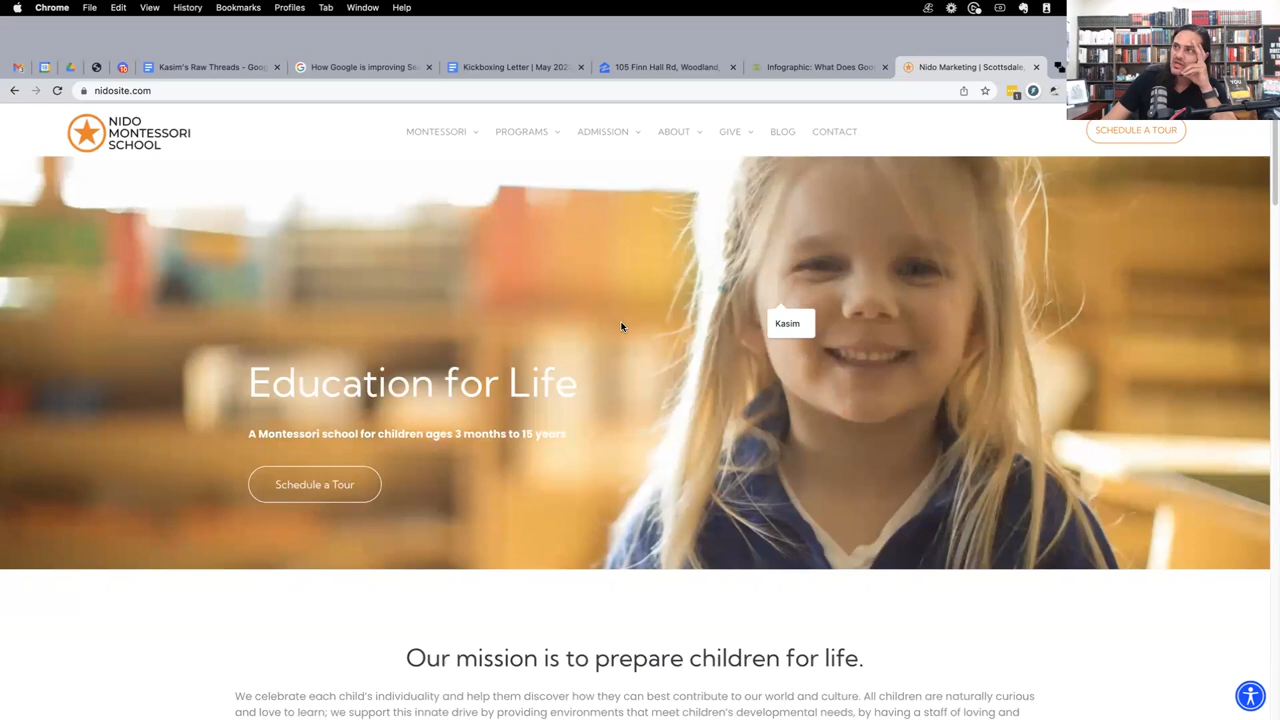 Chrome File Edit View History Bookmarks Profiles Tab Window Help
Kasim's Raw Threads - Goog
How Google is improving Se
Kickboxing Letter | May 202
105 Finn Hall Rd, Woodland,
Infographic: What Does Goo
Nido Marketing | Scottsdale,
nidosite.com
NIDO
MONTESSORI
SCHOOL
MONTESSORI PROGRAMS ADMISSION ABOUT GIVE BLOG CONTACT
SCHEDULE A TOUR
Kasim
Education for Life
A Montessori school for children ages 3 months to 15 years
Schedule a Tour
Our mission is to prepare children for life.
We celebrate each child's individuality and help them discover how they can best contribute to our world and culture. All children are naturally curious
and love to learn; we support this innate drive by providing environments that meet children's developmental needs, by having a staff of loving and